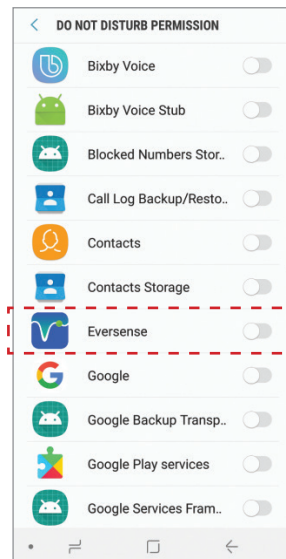 DO NOT DISTURB PERMISSION
Bixby Voice
Bixby Voice Stub
Blocked Numbers Stor..
Call Log Backup/Resto..
Contacts
Contacts Storage
Eversense
Google
Google Backup Transp..
Google Play services
Google Services Fram..